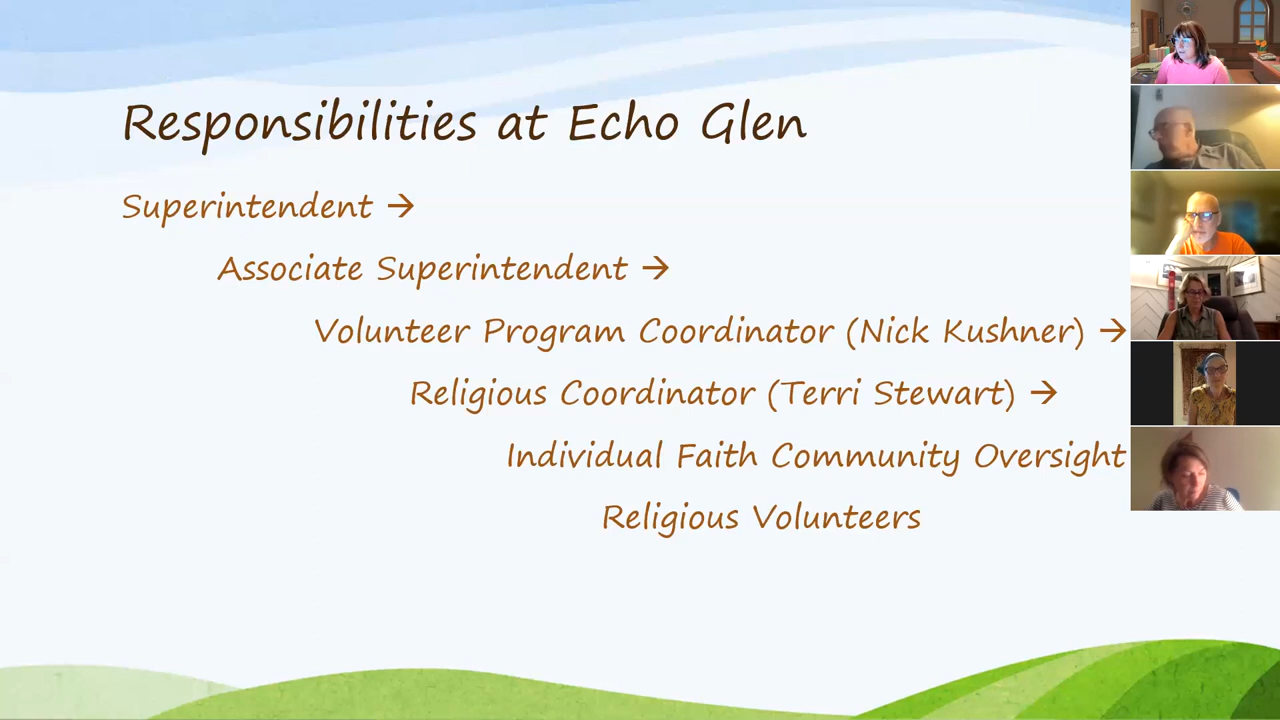 Responsibilities at Echo Glen
Superintendent →
Associate Superintendent →
Volunteer Program Coordinator (Nick Kushner) →
Religious Coordinator (Terri Stewart) →
Individual Faith Community Oversight
Religious Volunteers